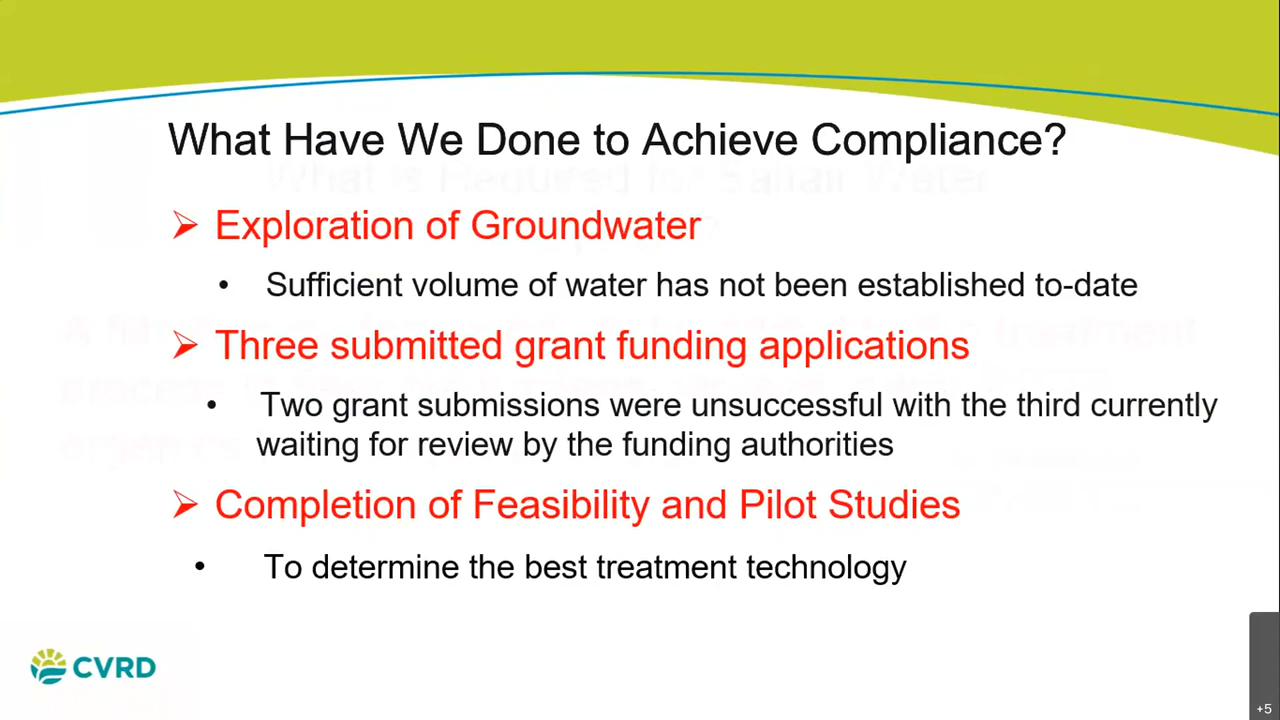 What Have We Done to Achieve Compliance?
Exploration of Groundwater
• Sufficient volume of water has not been established to-date
Three submitted grant funding applications
• Two grant submissions were unsuccessful with the third currently
waiting for review by the funding authorities
Completion of Feasibility and Pilot Studies
• To determine the best treatment technology
CVRD
+5